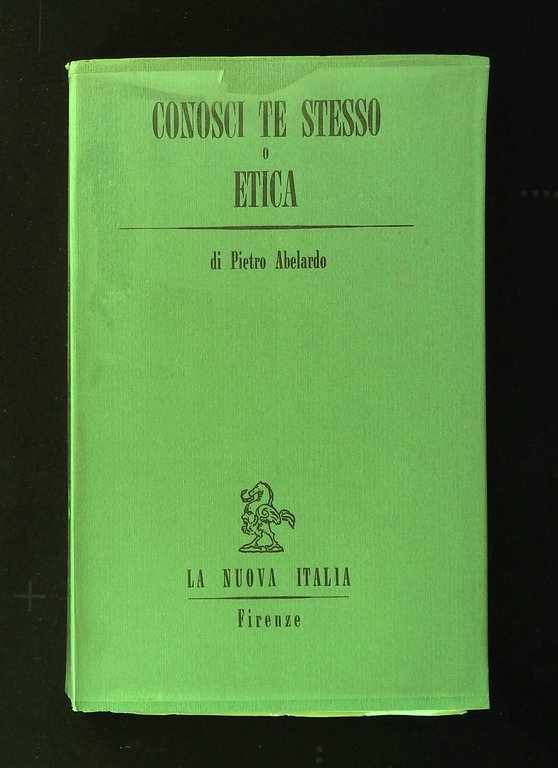 CONOSCI TE STESSO
o
ETICA
di Pietro Abelardo
LA NUOVA ITALIA
Firenze